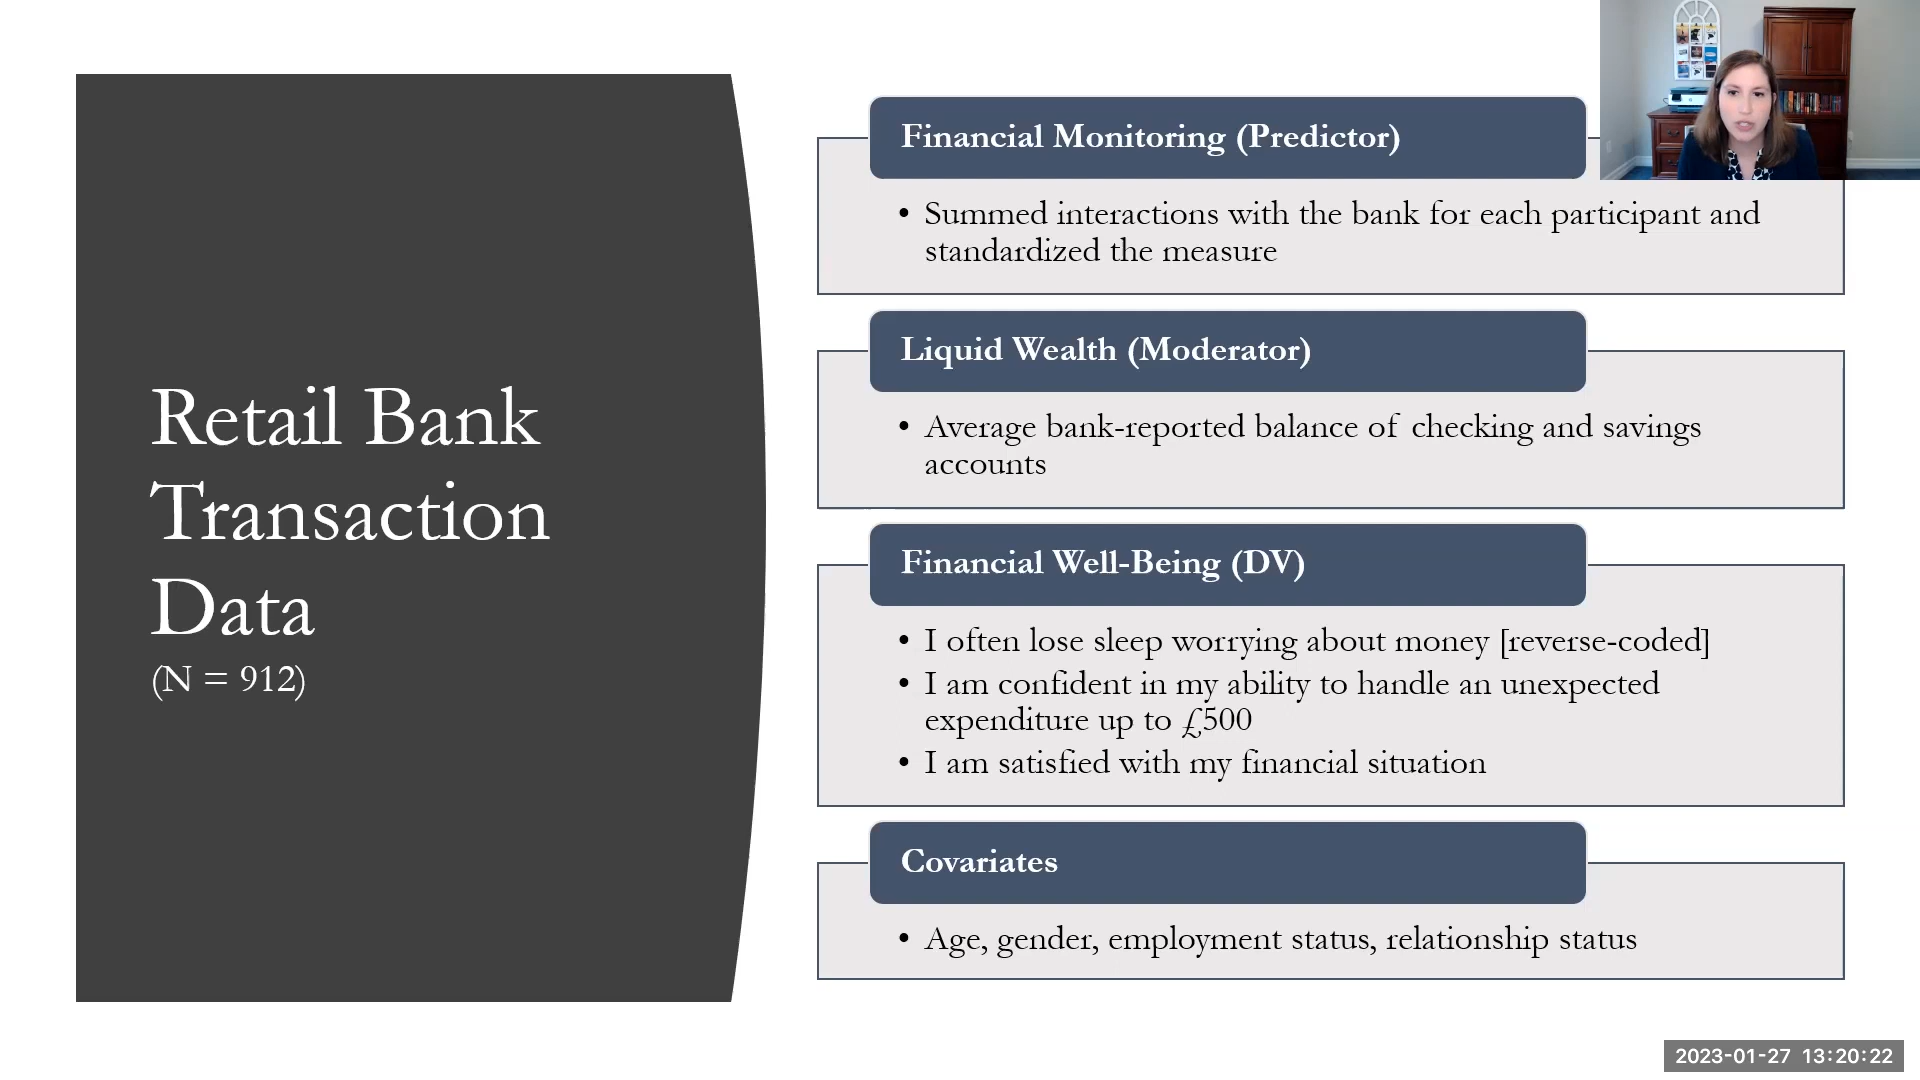 Retail Bank
Transaction
Data
(N = 912)
Financial Monitoring (Predictor)
• Summed interactions with the bank for each participant and
standardized the measure
Liquid Wealth (Moderator)
• Average bank-reported balance of checking and savings
accounts
Financial Well-Being (DV)
• I often lose sleep worrying about money [reverse-coded]
• I am confident in my ability to handle an unexpected
expenditure up to £500
• I am satisfied with my financial situation
Covariates
• Age, gender, employment status, relationship status
2023-01-27 13:20:22